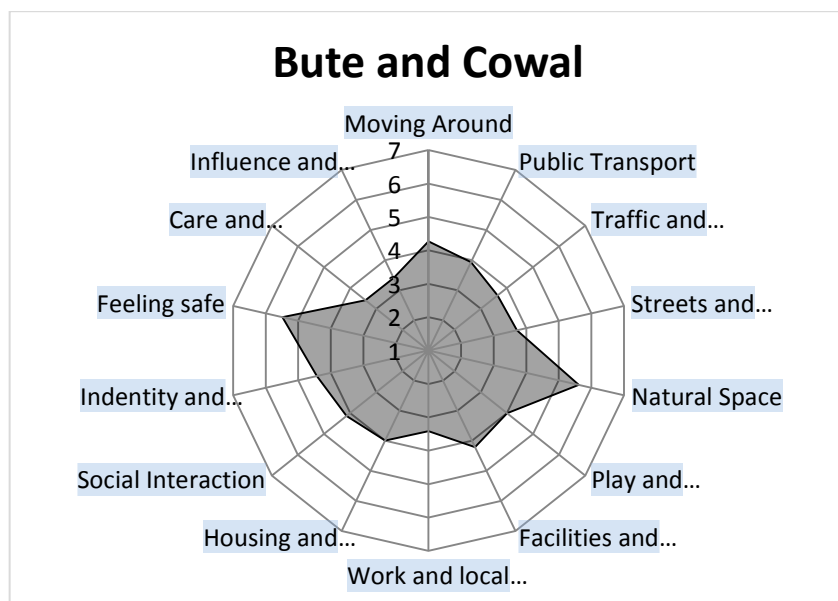 Bute and Cowal
Moving Around
Public Transport
Traffic and...
Streets and...
Natural Space
Play and...
Facilities and...
Work and local...
Housing and...
Social Interaction
Indentity and...
Feeling safe
Care and...
Influence and...
7
6
5
4
3
2
1